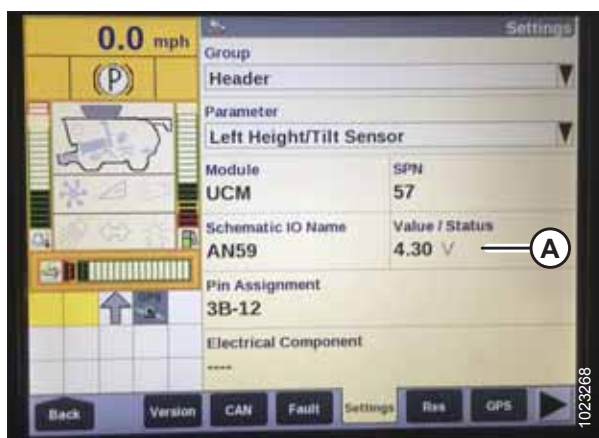 0.0 mph
(P)
Settings
Group
Header
Parameter
Left Height/Tilt Sensor
Module
UCM
SPN
57
Schematic IO Name
AN59
Value / Status
4.30 V
A
Pin Assignment
3B-12
Electrical Component
----
Back
Version
CAN
Fault
Settings
Res
GPS
1023268